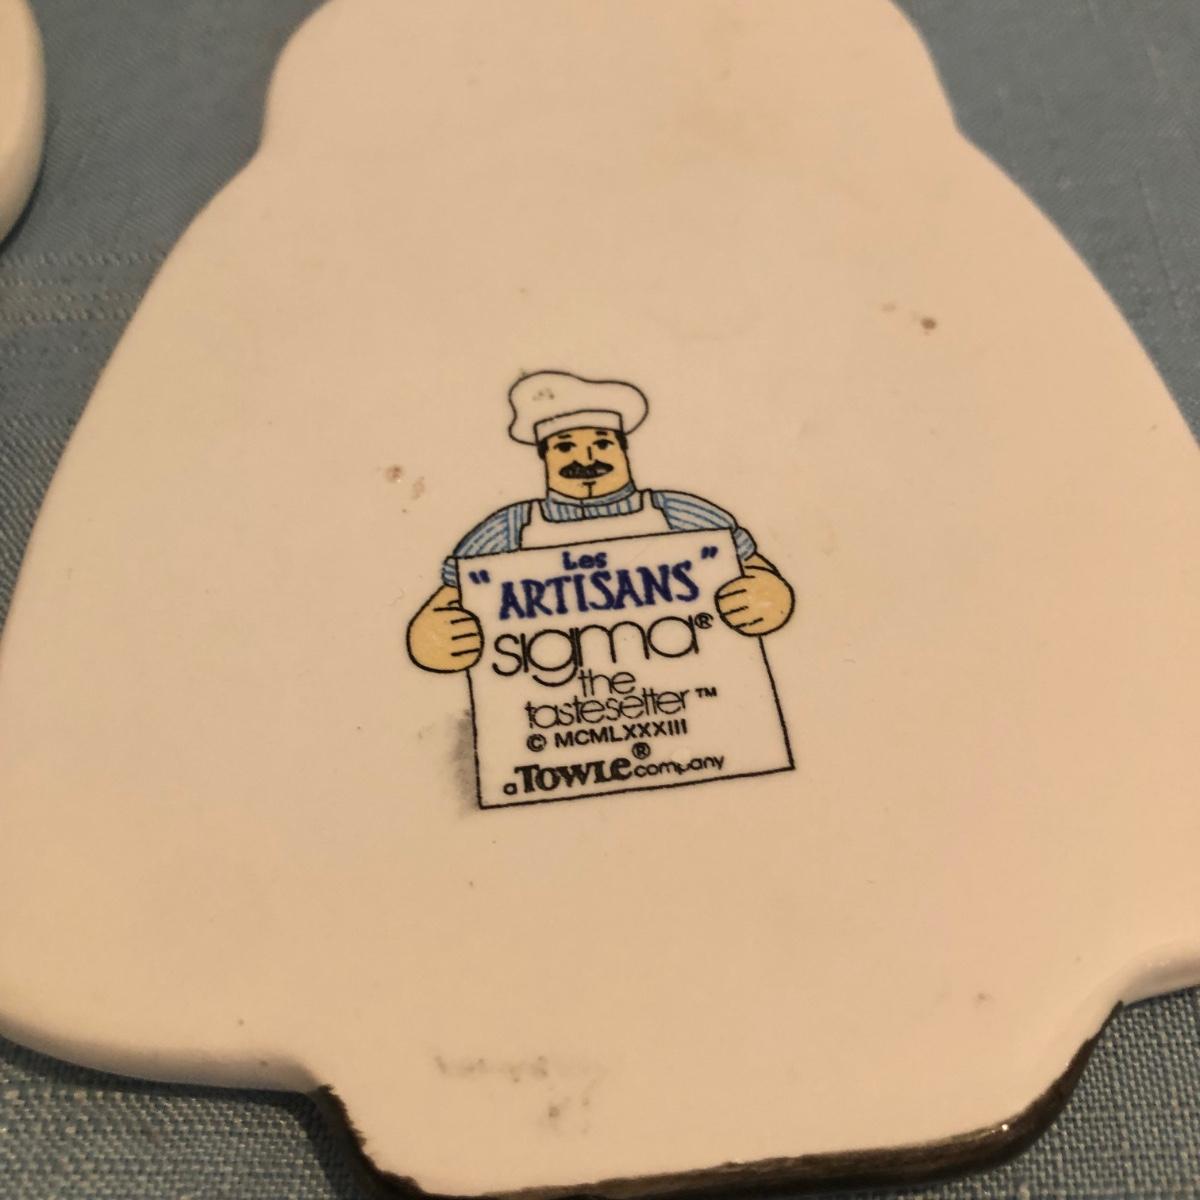 Les
"ARTISANS"
sigma®
the
tastesetter™
© MCMLXXXIII
a TOWLE® company